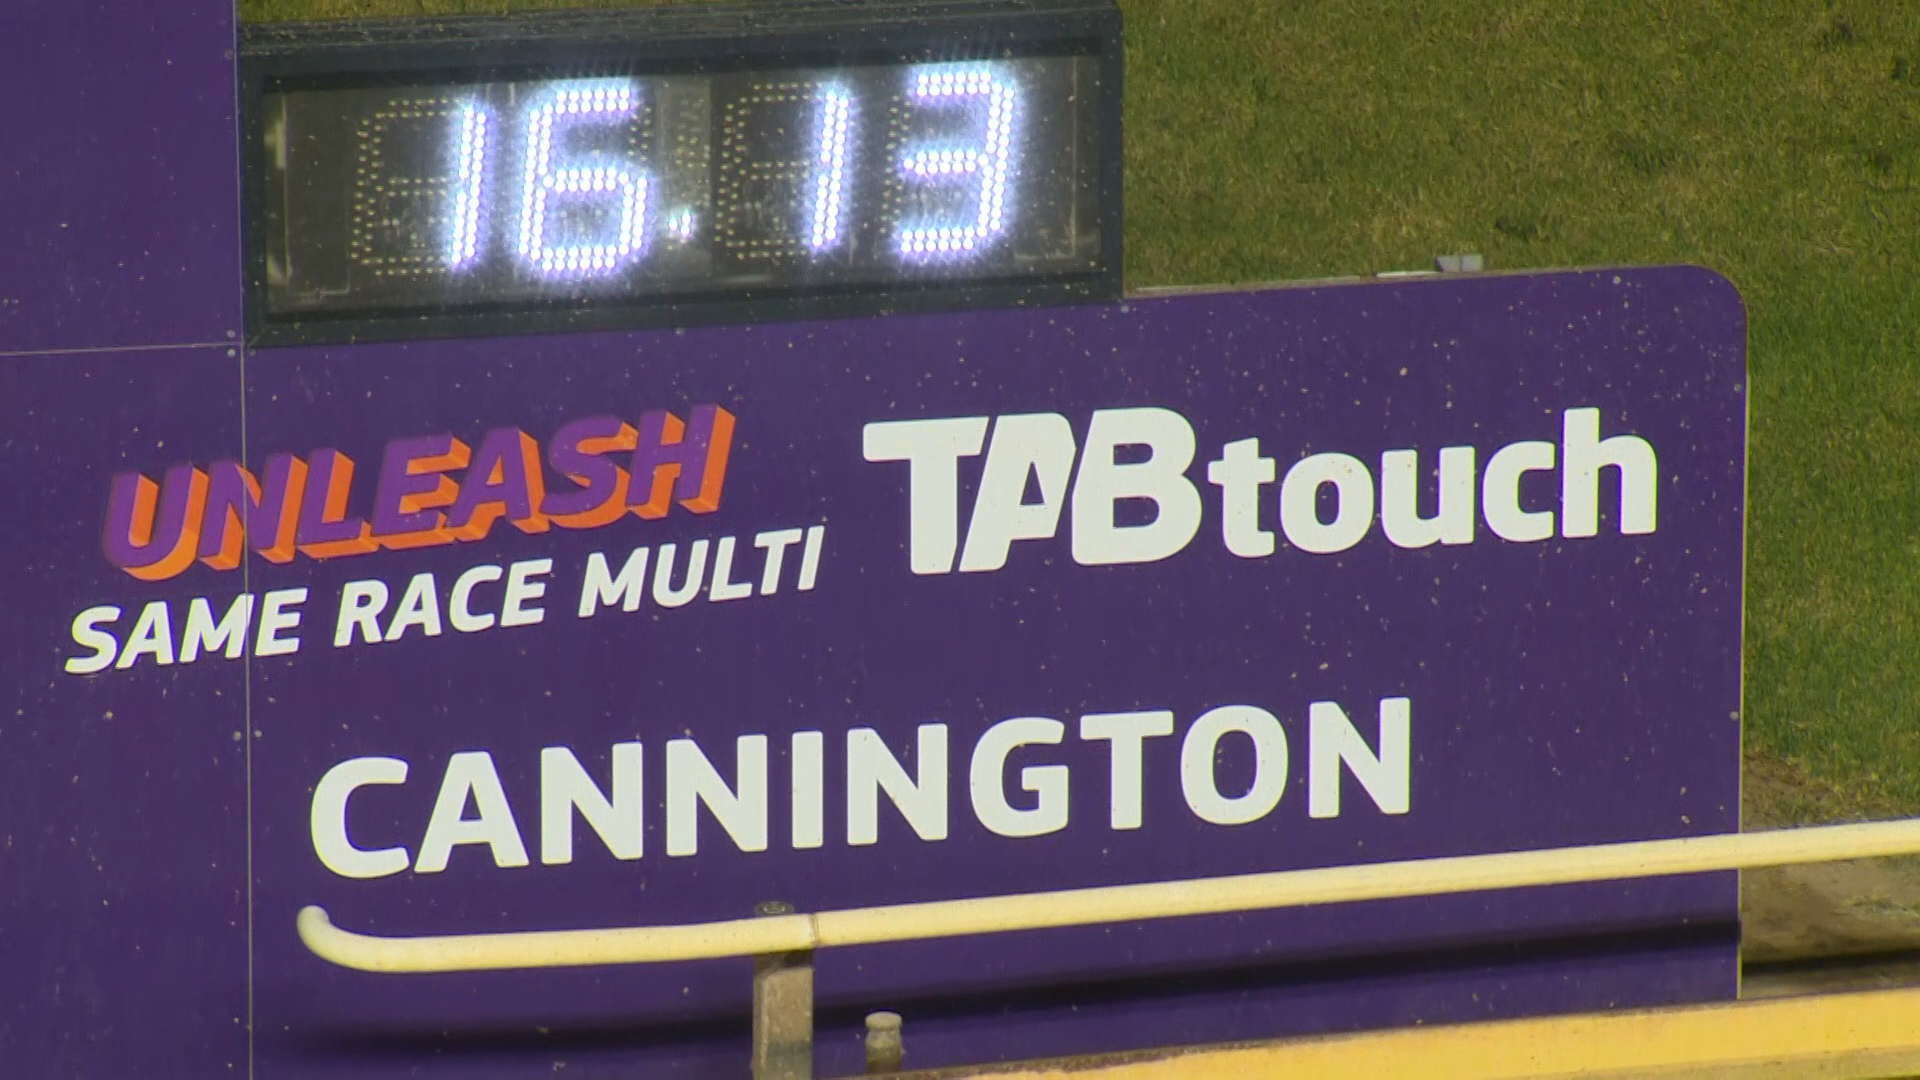 16.13
UNLEASH
SAME RACE MULTI
TABtouch
CANNINGTON